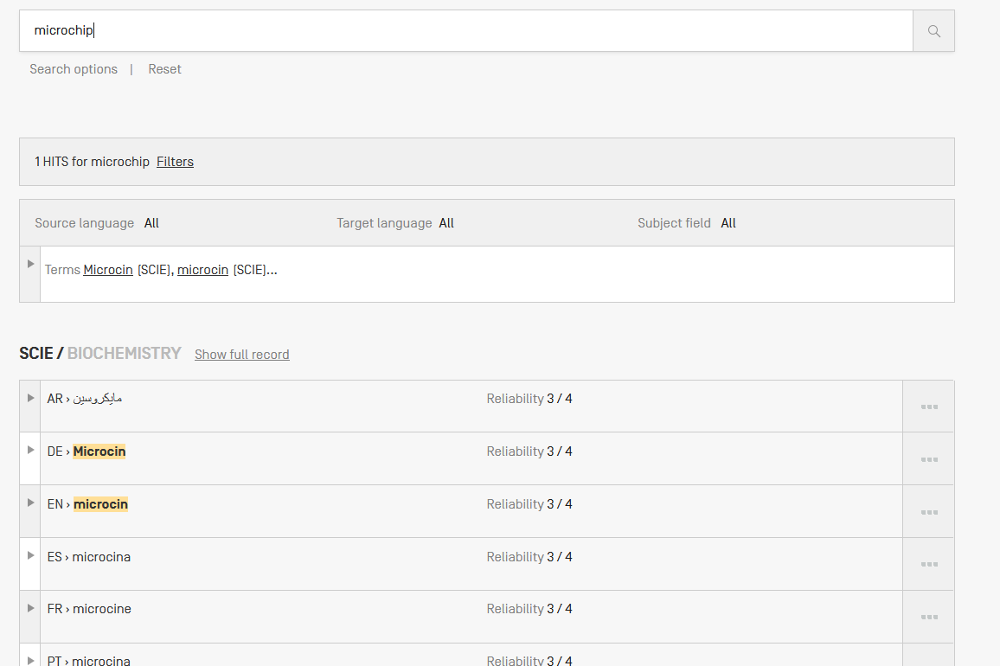 microchip
Search options | Reset
1 HITS for microchip Filters
Source language All Target language All Subject field All
Terms Microcin [SCIE], microcin [SCIE]...
SCIE / BIOCHEMISTRY Show full record
AR › مايكروسين Reliability 3 / 4
DE › Microcin Reliability 3 / 4
EN › microcin Reliability 3 / 4
ES › microcina Reliability 3 / 4
FR › microcine Reliability 3 / 4
PT › microcina Reliability 3 / 4